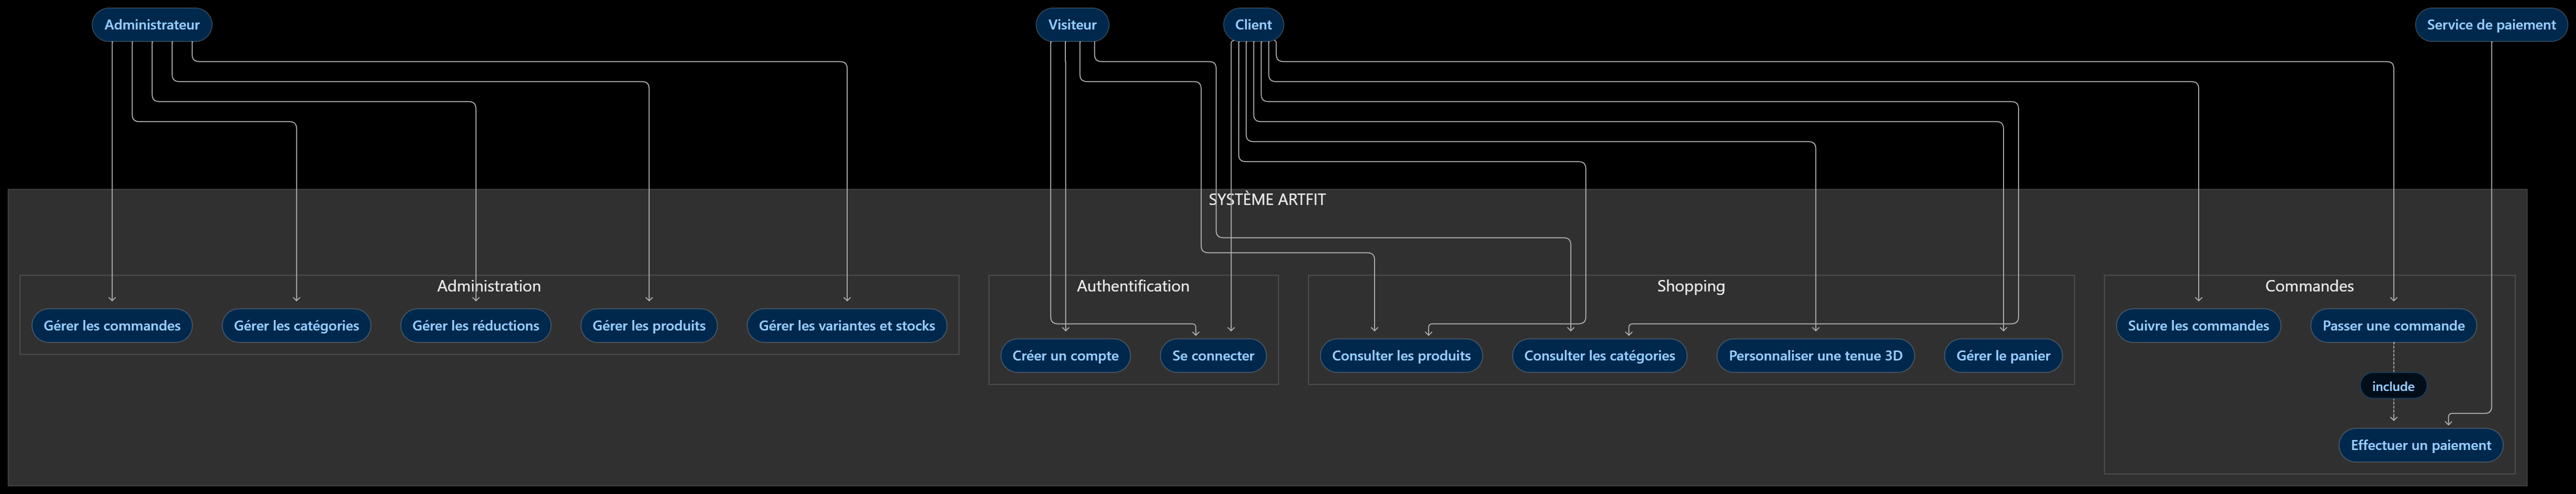 Administrateur
Visiteur
Client
Service de paiement
SYSTÈME ARTFIT
Administration
Authentification
Shopping
Commandes
Gérer les commandes
Gérer les catégories
Gérer les réductions
Gérer les produits
Gérer les variantes et stocks
Créer un compte
Se connecter
Consulter les produits
Consulter les catégories
Personnaliser une tenue 3D
Gérer le panier
Suivre les commandes
Passer une commande
include
Effectuer un paiement